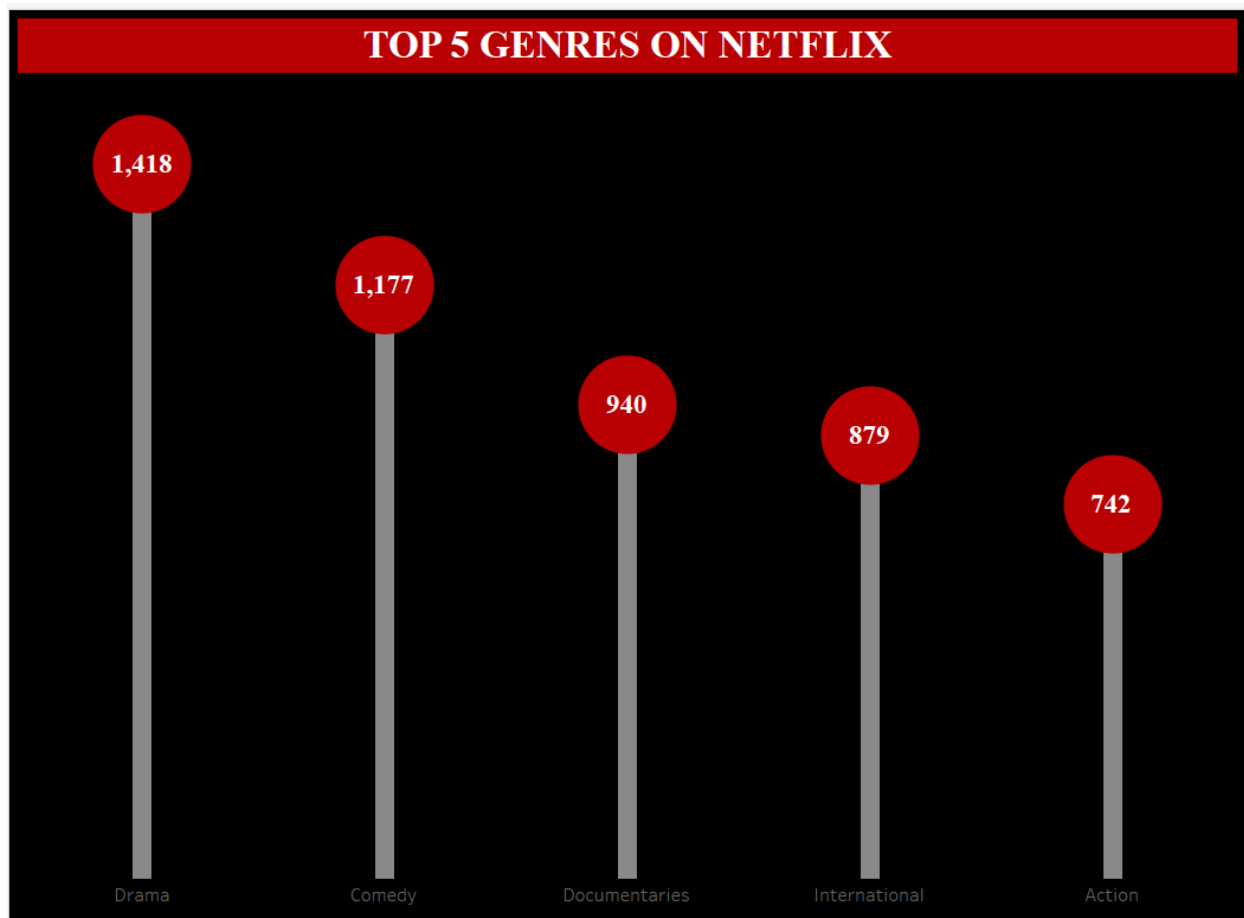 TOP 5 GENRES ON NETFLIX
1,418
1,177
940
879
742
Drama Comedy Documentaries International Action